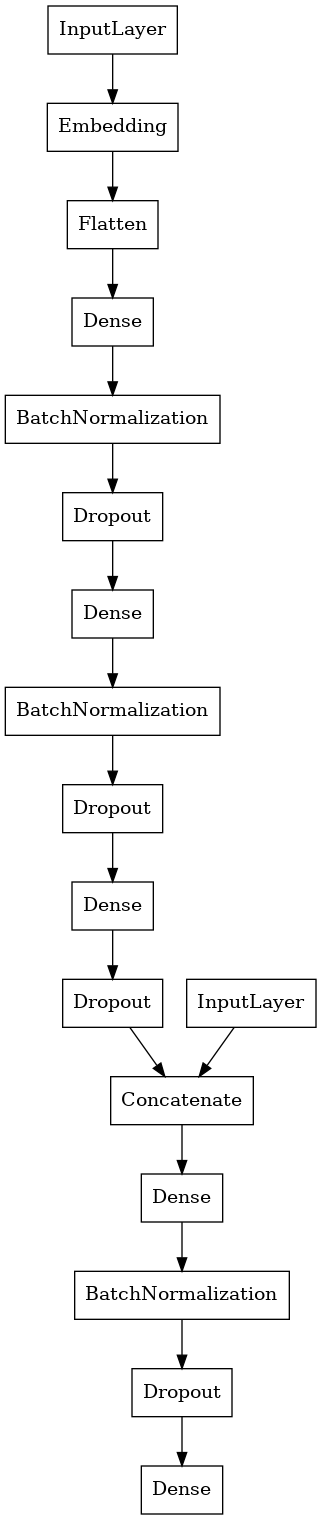 InputLayer
Embedding
Flatten
Dense
BatchNormalization
Dropout
Dense
BatchNormalization
Dropout
Dense
Dropout
InputLayer
Concatenate
Dense
BatchNormalization
Dropout
Dense